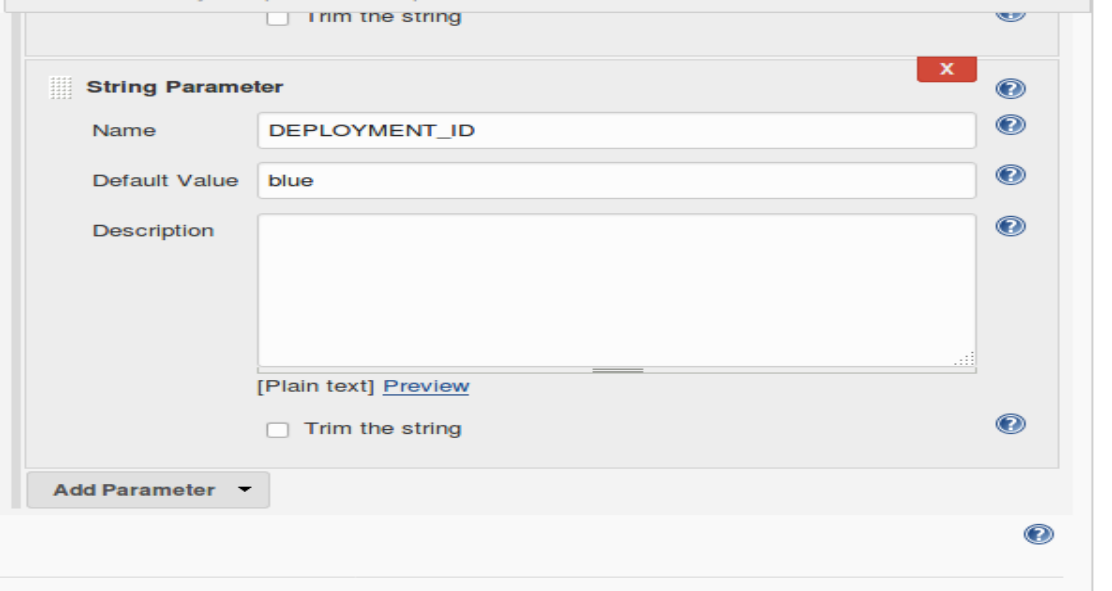 Trim the string
String Parameter
X
Name
DEPLOYMENT_ID
Default Value
blue
Description
[Plain text] Preview
Trim the string
Add Parameter